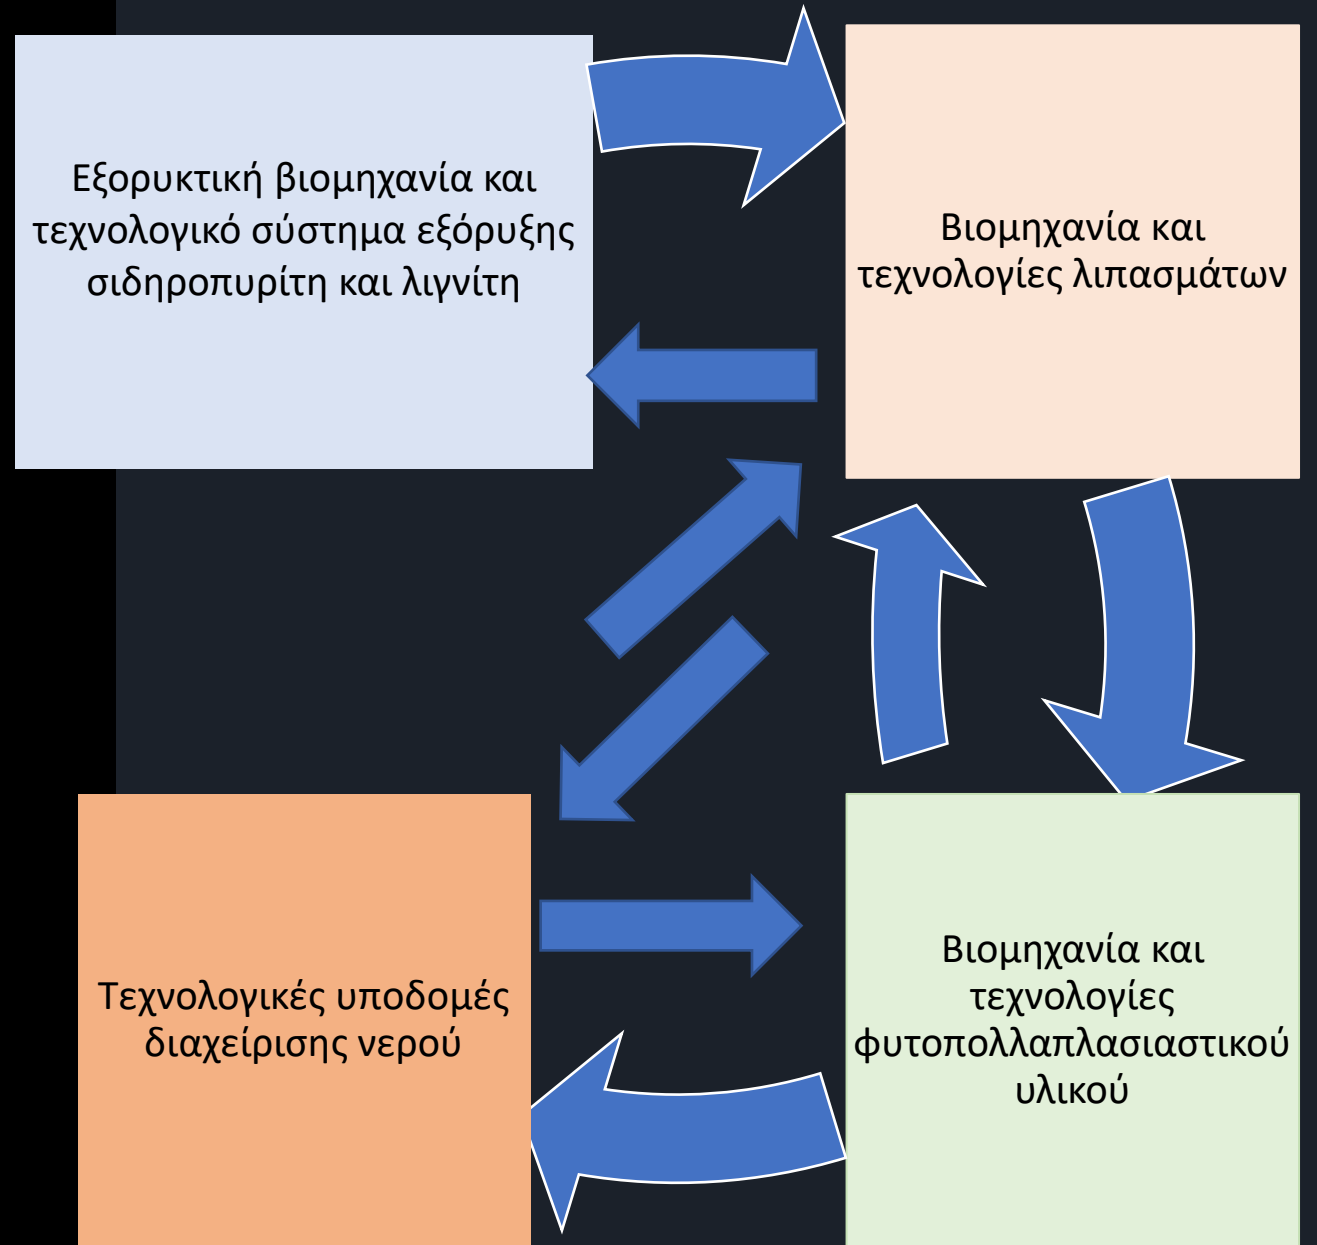 Εξορυκτική βιομηχανία και
τεχνολογικό σύστημα εξόρυξης
σιδηροπυρίτη και λιγνίτη
Βιομηχανία και
τεχνολογίες λιπασμάτων
Τεχνολογικές υποδομές
διαχείρισης νερού
Βιομηχανία και
τεχνολογίες
φυτοπολλαπλασιαστικού
υλικού